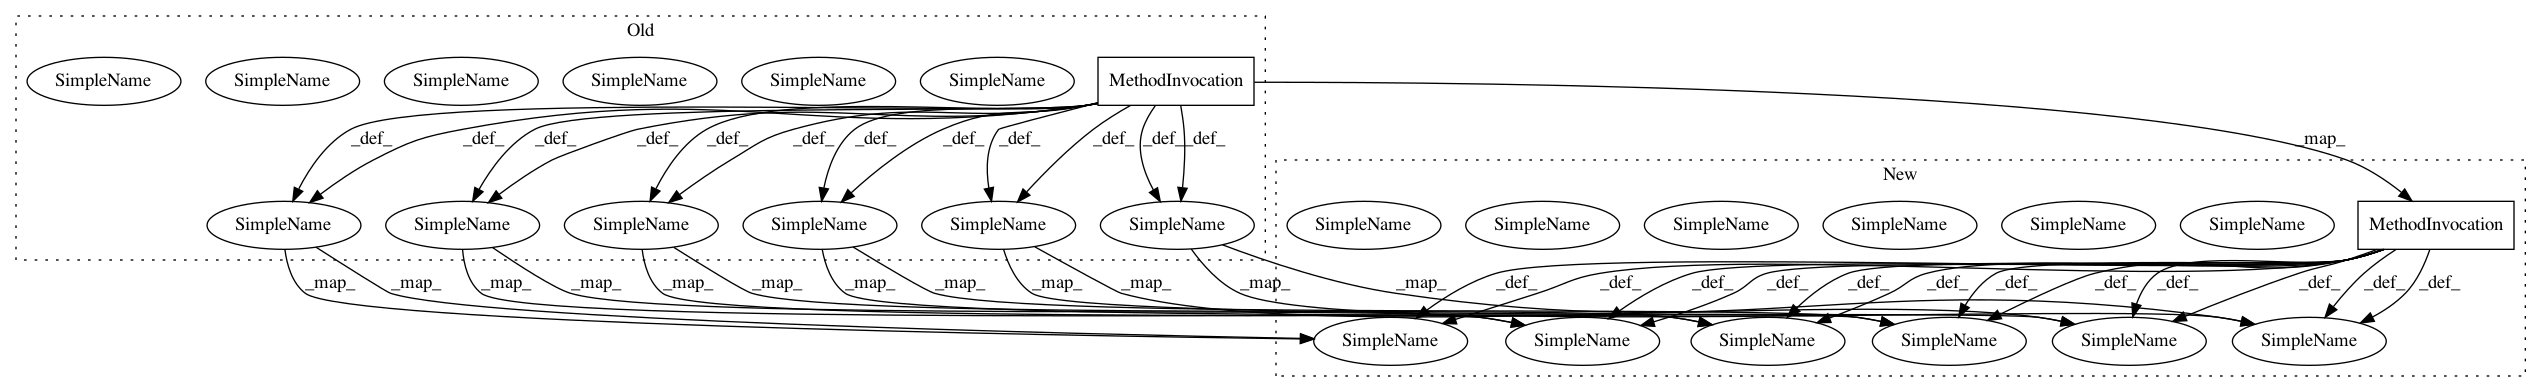 Old
SimpleName SimpleName SimpleName SimpleName SimpleName SimpleName MethodInvocation
_def_ _def_ _def_ _def_ _def_ _def_ _def_ _def_ _def_ _def_ _def_ _def_ _map_
New
SimpleName SimpleName SimpleName SimpleName SimpleName SimpleName SimpleName SimpleName SimpleName SimpleName SimpleName SimpleName MethodInvocation
_map_ _map_ _map_ _map_ _map_ _map_ _map_ _map_ _map_ _map_ _map_ _map_ _def_ _def_ _def_ _def_ _def_ _def_ _def_ _def_ _def_ _def_ _def_ _def_
SimpleName SimpleName SimpleName SimpleName SimpleName SimpleName